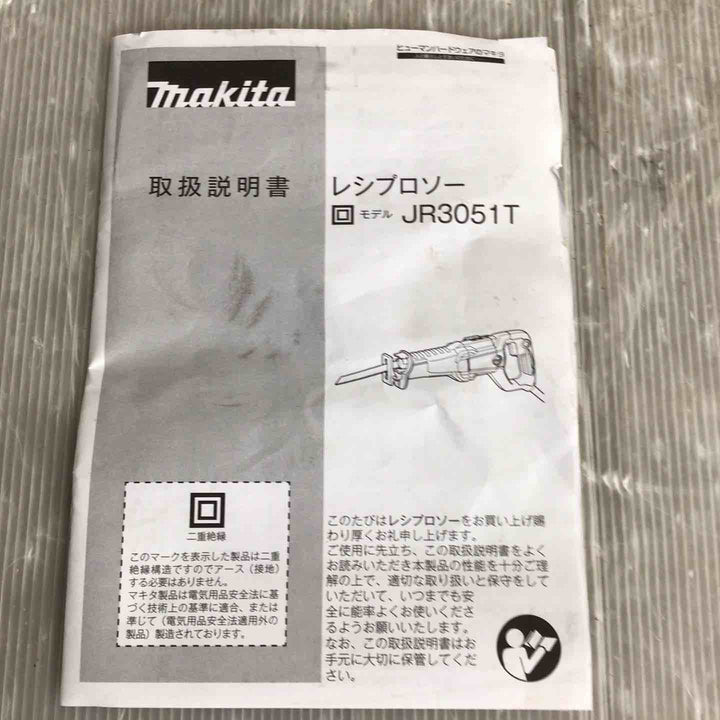 ヒューマンハードウェアのマキタ
makita
取扱説明書
レシプロソー
モデル JR3051T
二重絶縁
このマークを表示した製品は二重
絶縁構造ですのでアース（接地）
する必要はありません。
マキタ製品は電気用品安全法に基
づく技術上の基準に適合、または
準じて（電気用品安全法適用外の
製品）製造されております。
このたびはレシプロソーをお買い上げ賜
わり厚くお礼申し上げます。
ご使用に先立ち、この取扱説明書をよく
お読みいただき本製品の性能を十分ご理
解の上で、適切な取り扱いと保守をして
いただいて、いつまでも安
全に能率よくお使いくださ
るようお願いいたします。
なお、この取扱説明書はお
手元に大切に保管してくだ
さい。